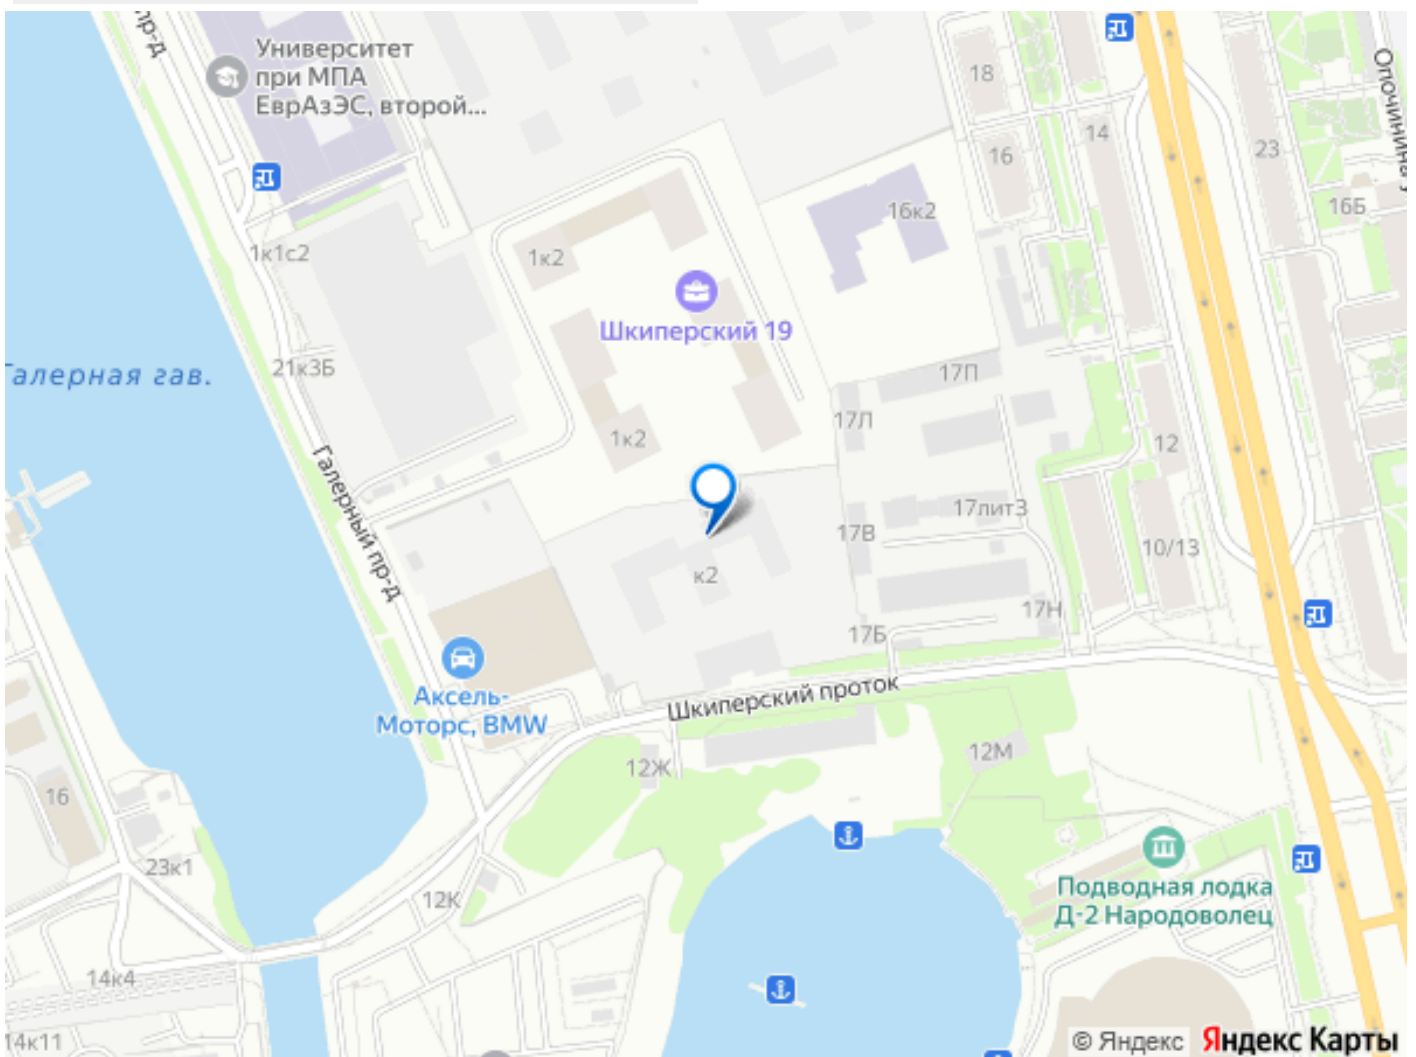 пр-д
Университет
при МПА
ЕврАзЭС, второй...
18
14
16
23
Опочинина у
16Б
16к2
1к1с2
1к2
Шкиперский 19
Галерная гав.
21к3Б
17П
17Л
1к2
12
Галерный пр-д
17литЗ
17В
10/13
к2
17Н
17Б
Аксель-
Моторс, BMW
Шкиперский проток
12Ж
12М
16
23к1
12К
Подводная лодка
Д-2 Народоволец
14к4
14к11
© Яндекс Яндекс Карты